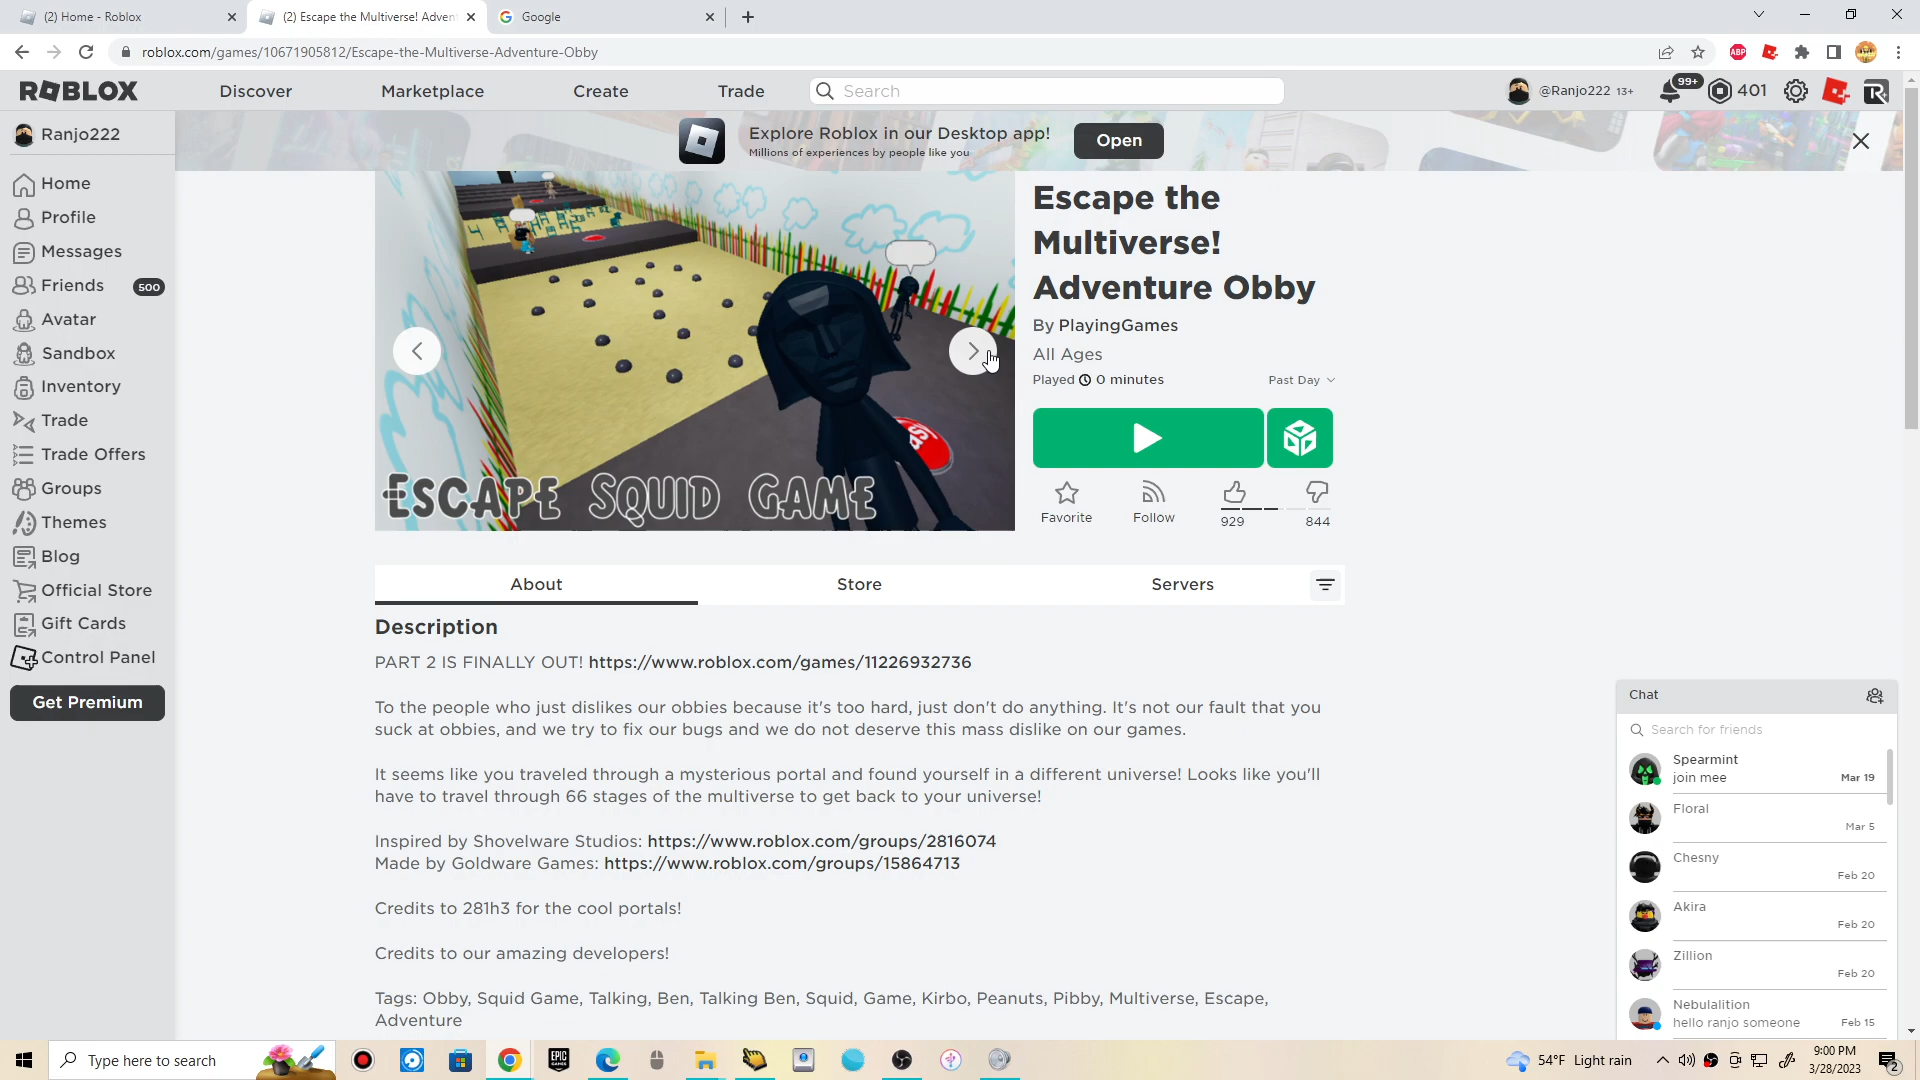 (2) Home - Roblox
(2) Escape the Multiverse! Advent
Google
roblox.com/games/10671905812/Escape-the-Multiverse-Adventure-Obby
ABP
ROBLOX
Discover
Marketplace
Create
Trade
Search
@Ranjo222 13+
99+
401
Ranjo222
Explore Roblox in our Desktop app!
Millions of experiences by people like you
Open
Home
Profile
Messages
Friends
500
Avatar
Sandbox
Inventory
Trade
Trade Offers
Groups
Themes
Blog
Official Store
Gift Cards
Control Panel
Get Premium
ESCAPE SQUID GAME
Escape the
Multiverse!
Adventure Obby
By PlayingGames
All Ages
Played 0 minutes
Past Day
Favorite
Follow
929
844
About
Store
Servers
Description
PART 2 IS FINALLY OUT! https://www.roblox.com/games/11226932736
To the people who just dislikes our obbies because it's too hard, just don't do anything. It's not our fault that you
suck at obbies, and we try to fix our bugs and we do not deserve this mass dislike on our games.
It seems like you traveled through a mysterious portal and found yourself in a different universe! Looks like you'll
have to travel through 66 stages of the multiverse to get back to your universe!
Inspired by Shovelware Studios: https://www.roblox.com/groups/2816074
Made by Goldware Games: https://www.roblox.com/groups/15864713
Credits to 281h3 for the cool portals!
Credits to our amazing developers!
Tags: Obby, Squid Game, Talking, Ben, Talking Ben, Squid, Game, Kirbo, Peanuts, Pibby, Multiverse, Escape,
Adventure
Chat
Search for friends
Spearmint
join mee
Mar 19
Floral
Mar 5
Chesny
Feb 20
Akira
Feb 20
Zillion
Feb 20
Nebulalition
hello ranjo someone
Feb 15
Type here to search
EPIC
GAMES
54°F Light rain
9:00 PM
3/28/2023
2